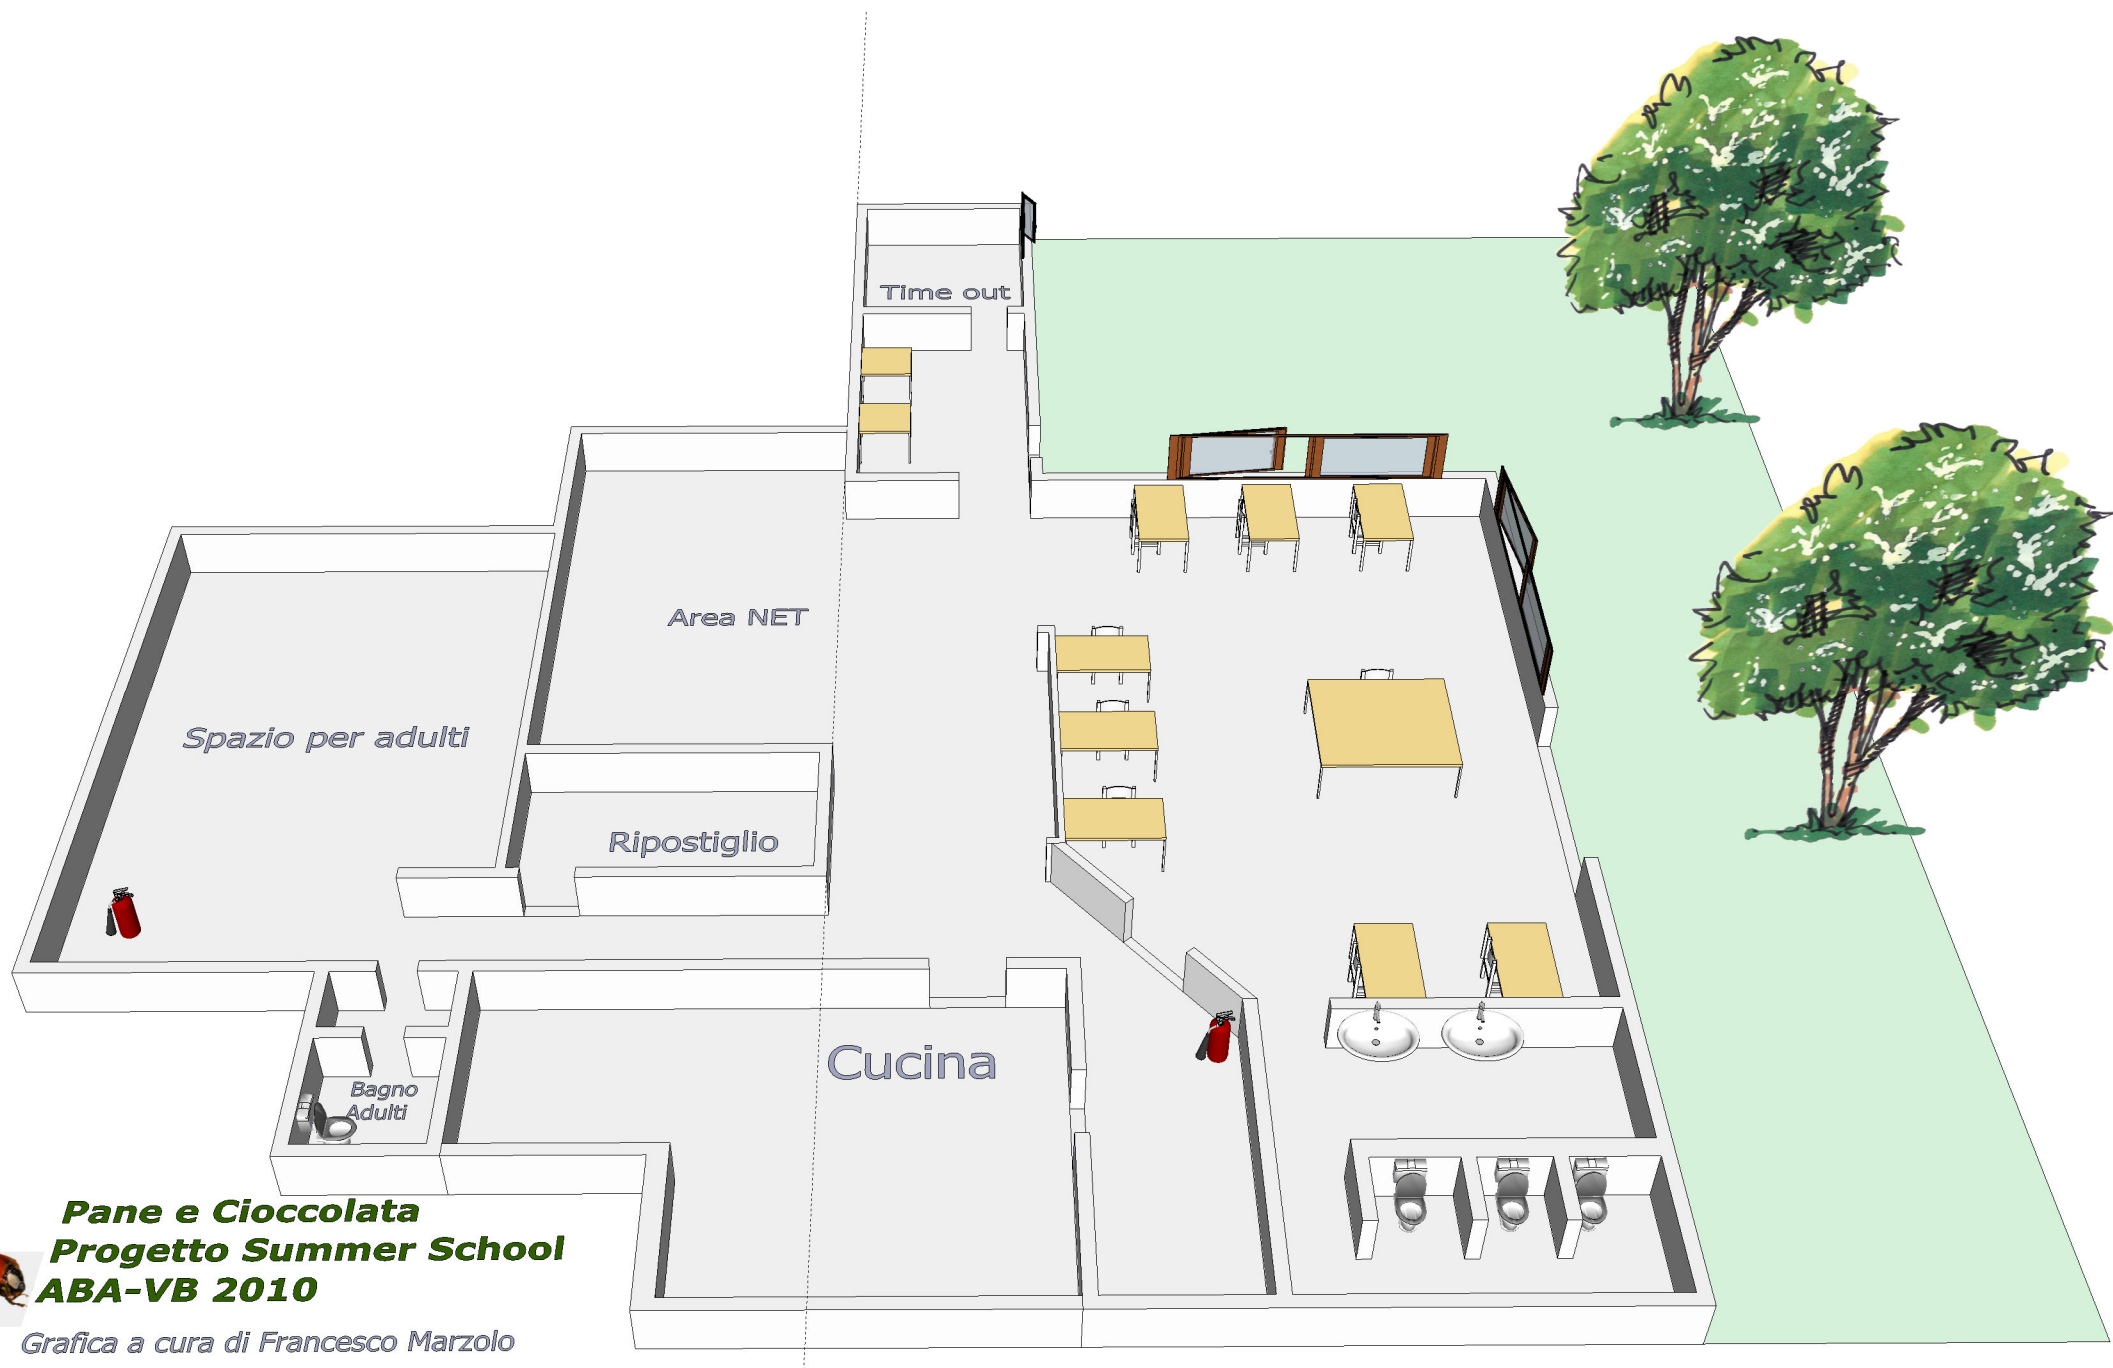 Time out
Area NET
Spazio per adulti
Ripostiglio
Cucina
Bagno
Adulti
Pane e Cioccolata
Progetto Summer School
ABA-VB 2010
Grafica a cura di Francesco Marzolo